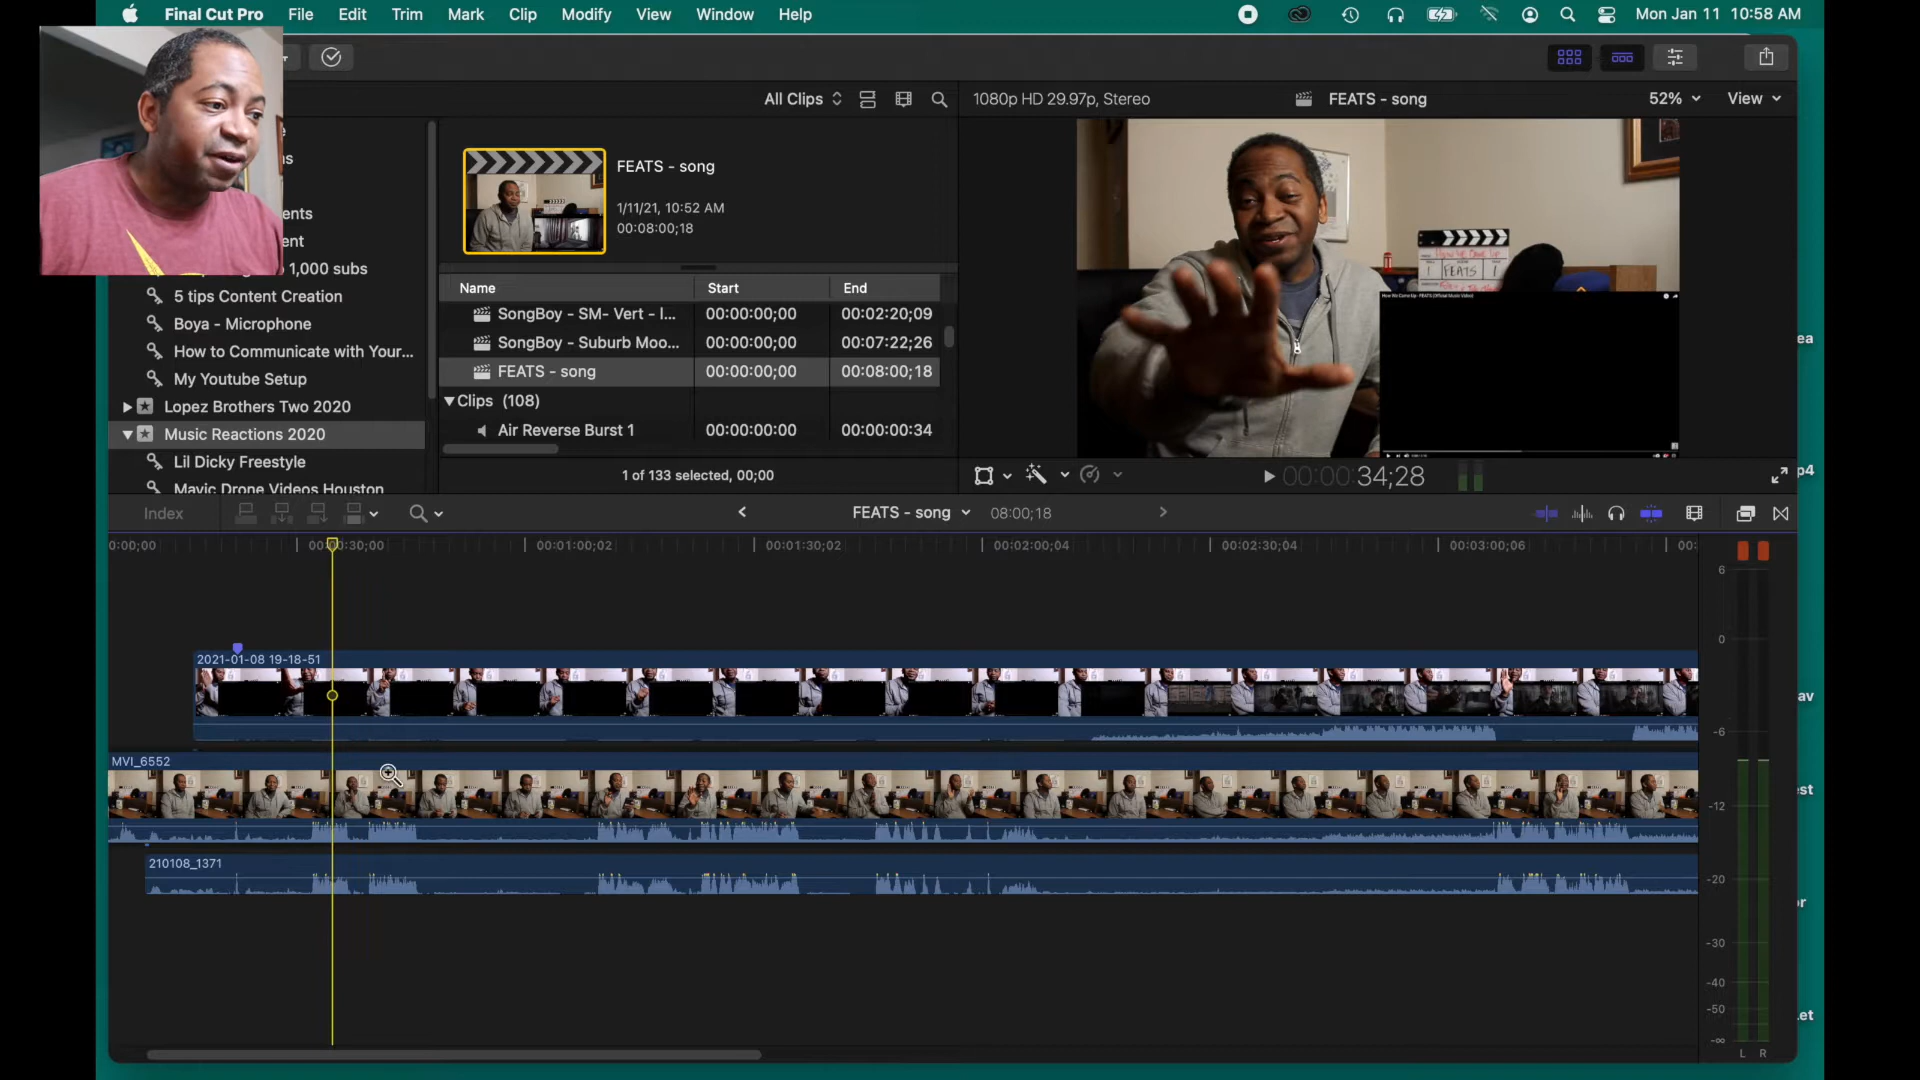 Final Cut Pro File Edit Trim Mark Clip Modify View Window Help Mon Jan 11 10:58 AM
All Clips
1080p HD 29.97p, Stereo
FEATS - song
52%
View
FEATS - song
1/11/21, 10:52 AM
00:08:00;18
1,000 subs
5 tips Content Creation
Boya - Microphone
How to Communicate with Your...
My Youtube Setup
Lopez Brothers Two 2020
Music Reactions 2020
Lil Dicky Freestyle
Mavic Drone Videos Houston
Name Start End
SongBoy - SM- Vert - I... 00:00:00;00 00:02:20;09
SongBoy - Suburb Moo... 00:00:00;00 00:07:22;26
FEATS - song 00:00:00;00 00:08:00;18
Clips (108)
Air Reverse Burst 1 00:00:00:00 00:00:00:34
1 of 133 selected, 00:00
FEATS
00:00:00:34;28
Index
FEATS - song
08:00;18
0:00;00 00:00:30;00 00:01:00;02 00:01:30;02 00:02:00;04 00:02:30;04 00:03:00;06 00:
2021-01-08 19-18-51
MVI_6552
210108_1371
6
0
-6
-12
-20
-30
-40
-50
-∞
L R